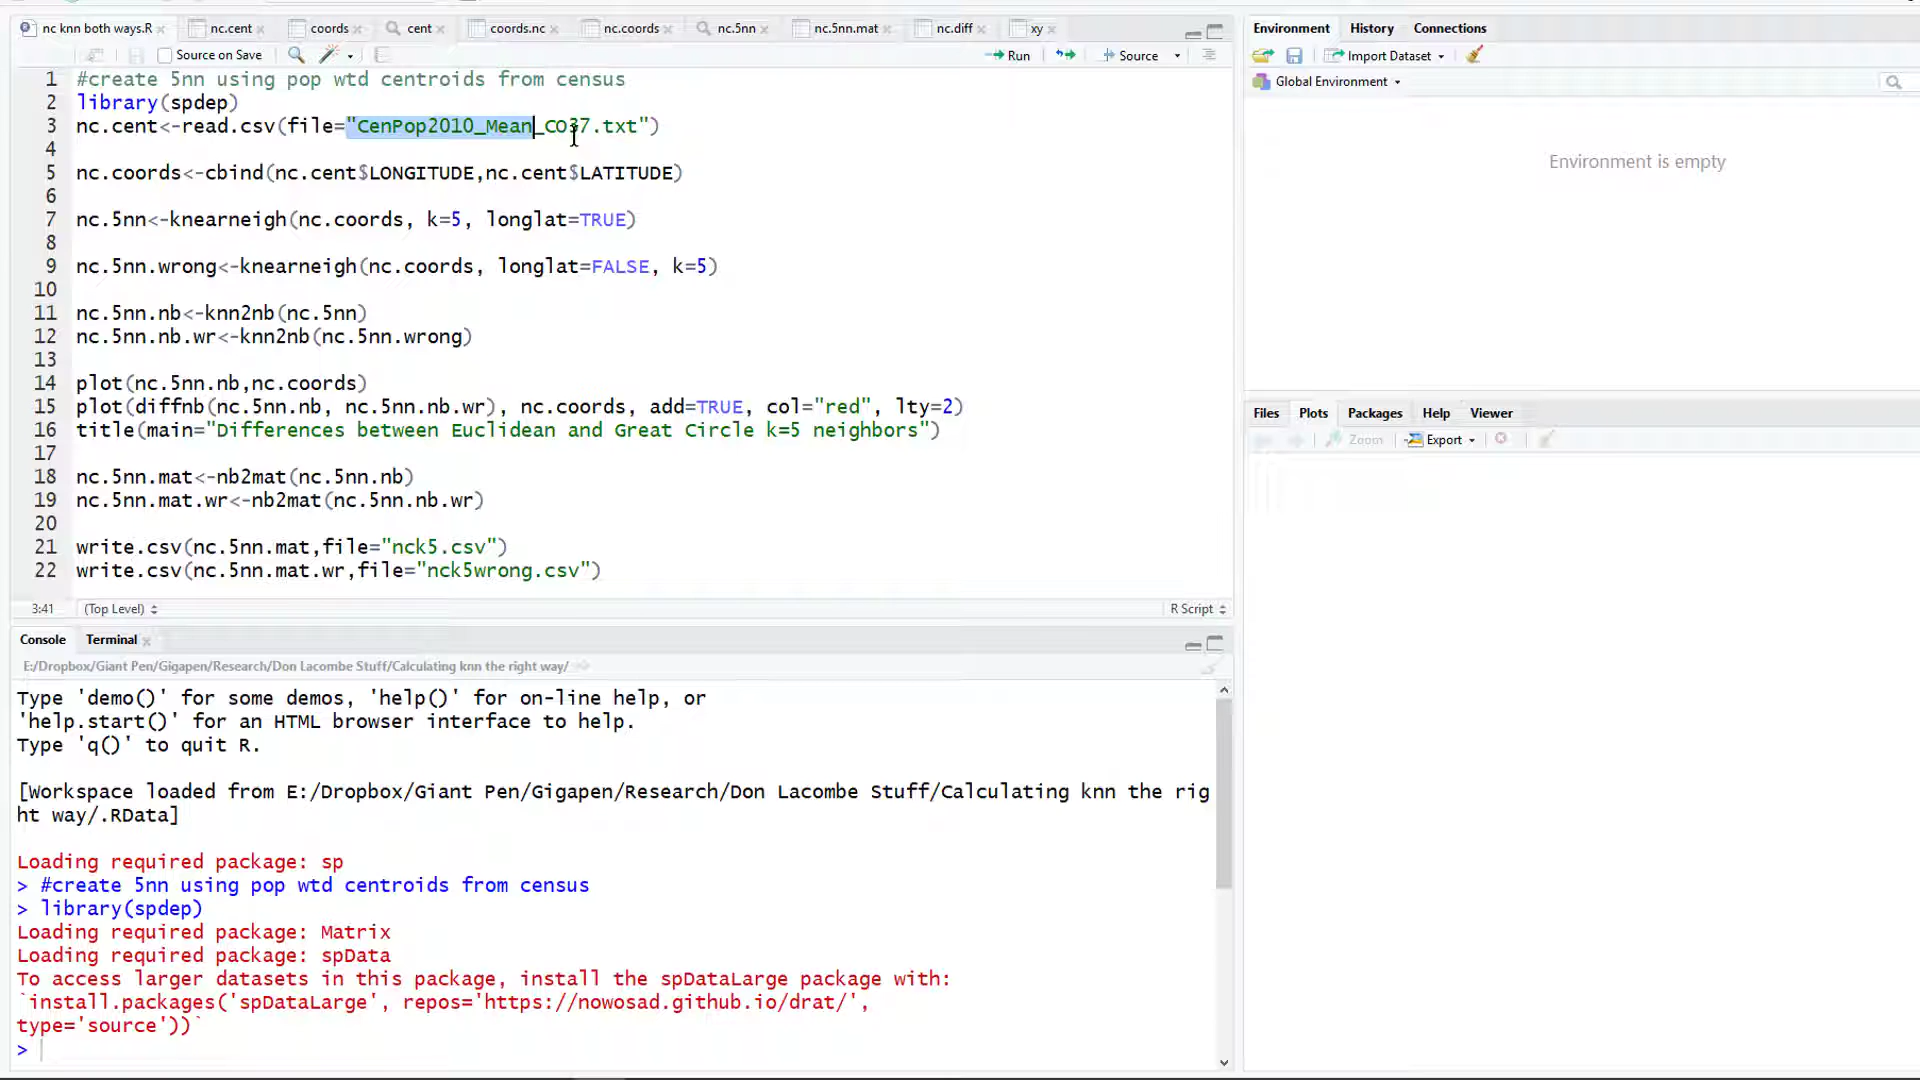 nc knn both ways.R
nc.cent
coords
cent
coords.nc
nc.coords
nc.5nn
nc.5nn.mat
nc.diff
xy
Source on Save
Run
Source
1 #create 5nn using pop wtd centroids from census
2 library(spdep)
3 nc.cent<-read.csv(file="CenPop2010_Mean_CO37.txt")
4
5 nc.coords<-cbind(nc.cent$LONGITUDE,nc.cent$LATITUDE)
6
7 nc.5nn<-knearneigh(nc.coords, k=5, longlat=TRUE)
8
9 nc.5nn.wrong<-knearneigh(nc.coords, longlat=FALSE, k=5)
10
11 nc.5nn.nb<-knn2nb(nc.5nn)
12 nc.5nn.nb.wr<-knn2nb(nc.5nn.wrong)
13
14 plot(nc.5nn.nb,nc.coords)
15 plot(diffnb(nc.5nn.nb, nc.5nn.nb.wr), nc.coords, add=TRUE, col="red", lty=2)
16 title(main="Differences between Euclidean and Great Circle k=5 neighbors")
17
18 nc.5nn.mat<-nb2mat(nc.5nn.nb)
19 nc.5nn.mat.wr<-nb2mat(nc.5nn.nb.wr)
20
21 write.csv(nc.5nn.mat,file="nck5.csv")
22 write.csv(nc.5nn.mat.wr,file="nck5wrong.csv")
3:41 (Top Level) R Script
Console Terminal
E:/Dropbox/Giant Pen/Gigapen/Research/Don Lacombe Stuff/Calculating knn the right way/
Type 'demo()' for some demos, 'help()' for on-line help, or
'help.start()' for an HTML browser interface to help.
Type 'q()' to quit R.
[Workspace loaded from E:/Dropbox/Giant Pen/Gigapen/Research/Don Lacombe Stuff/Calculating knn the rig
ht way/.RData]
Loading required package: sp
> #create 5nn using pop wtd centroids from census
> library(spdep)
Loading required package: Matrix
Loading required package: spData
To access larger datasets in this package, install the spDataLarge package with:
`install.packages('spDataLarge', repos='https://nowosad.github.io/drat/',
type='source'))`
>
Environment History Connections
Import Dataset
Global Environment
Environment is empty
Files Plots Packages Help Viewer
Zoom Export